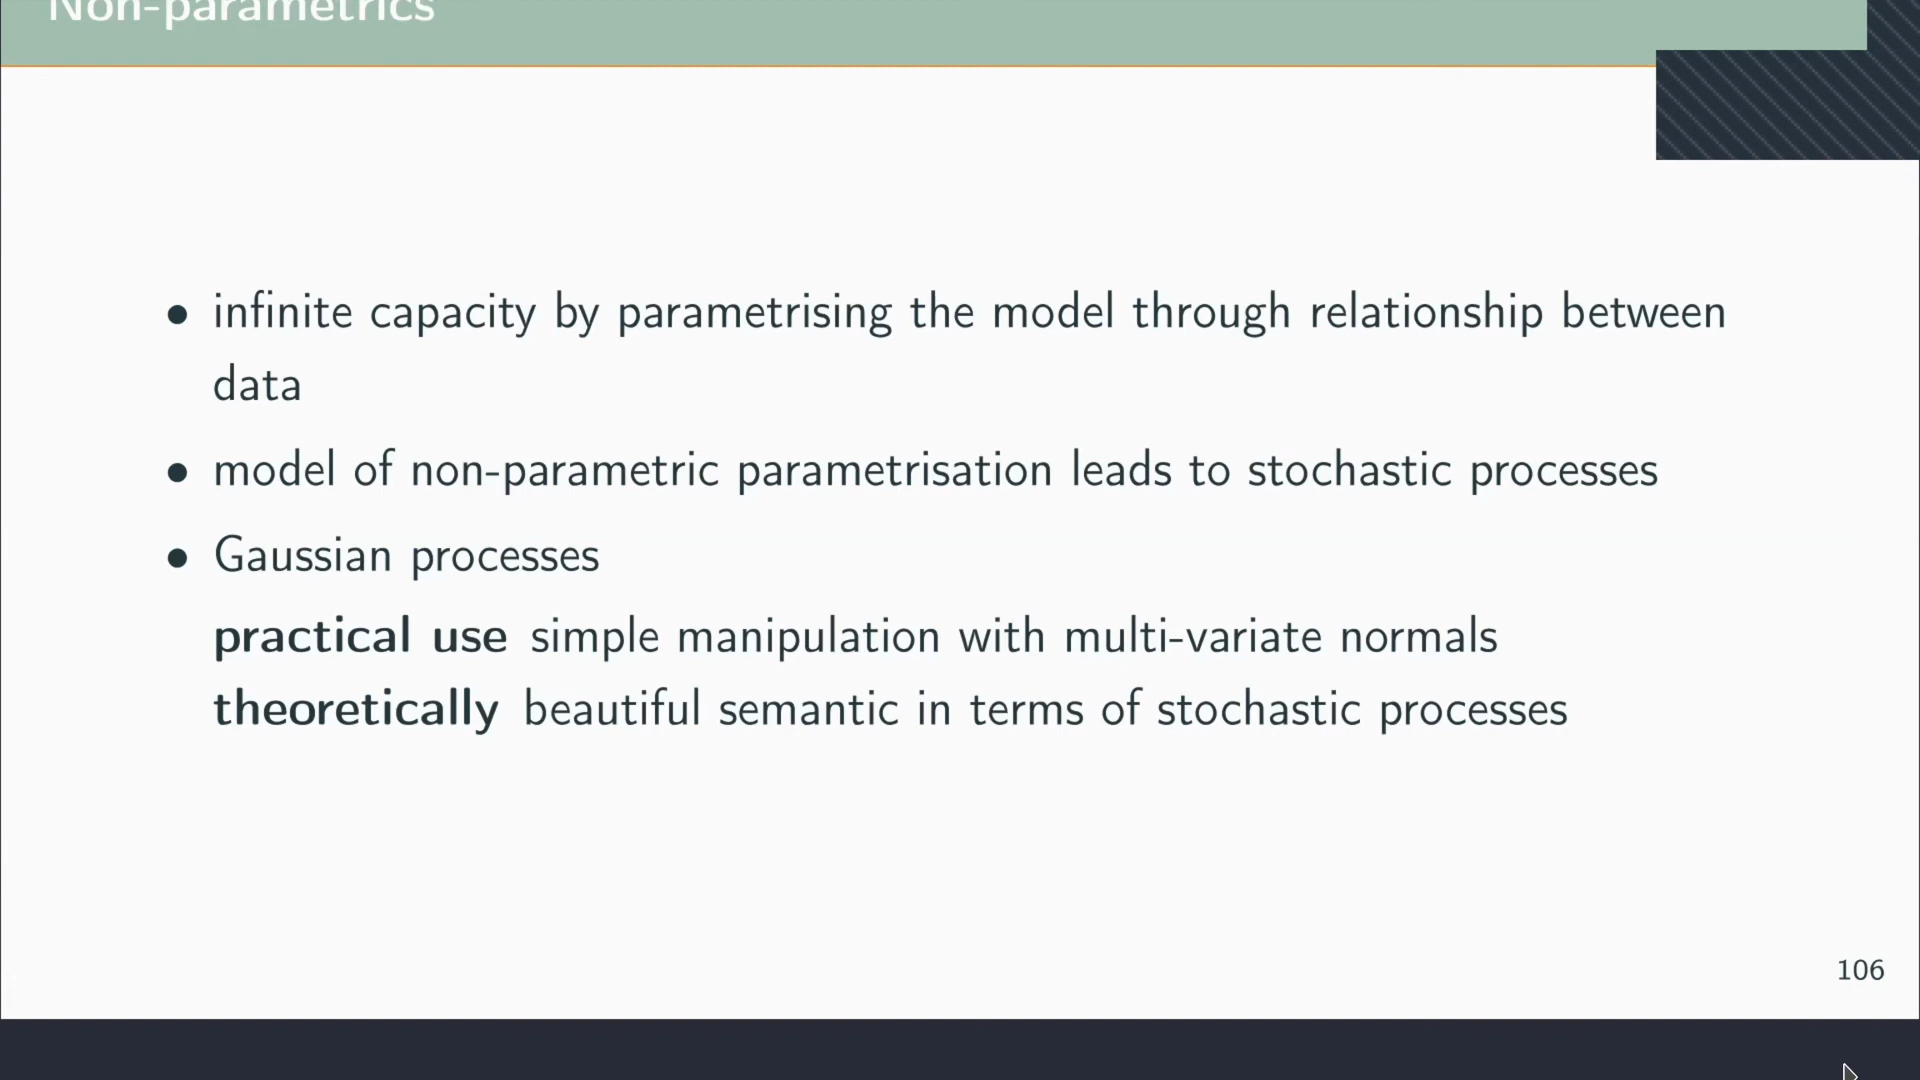 Non-parametrics
• infinite capacity by parametrising the model through relationship between
data
• model of non-parametric parametrisation leads to stochastic processes
• Gaussian processes
practical use simple manipulation with multi-variate normals
theoretically beautiful semantic in terms of stochastic processes
106